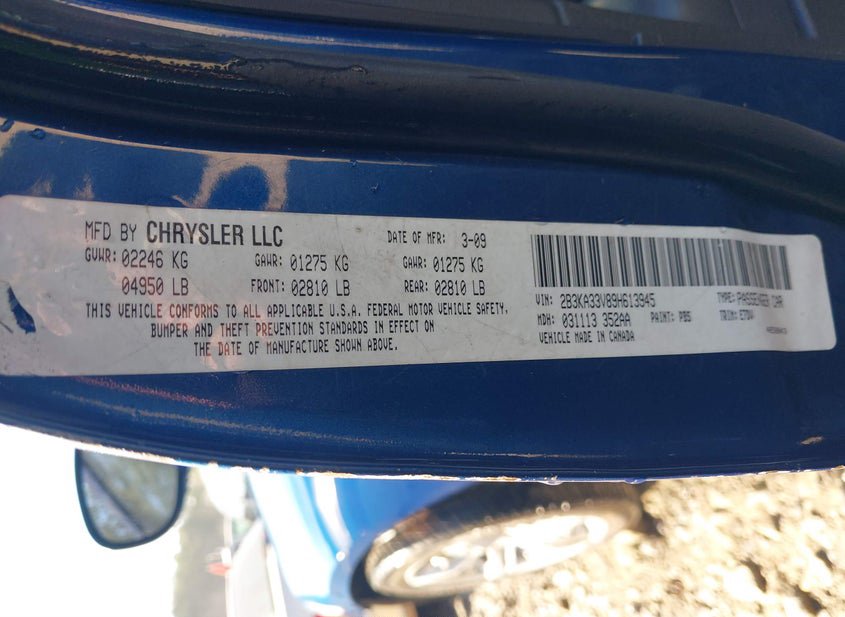 MFD BY CHRYSLER LLC DATE OF MFR: 3-09
GVWR: 02246 KG GAWR: 01275 KG GAWR: 01275 KG
04950 LB FRONT: 02810 LB REAR: 02810 LB
THIS VEHICLE CONFORMS TO ALL APPLICABLE U.S.A. FEDERAL MOTOR VEHICLE SAFETY,
BUMPER AND THEFT PREVENTION STANDARDS IN EFFECT ON
THE DATE OF MANUFACTURE SHOWN ABOVE.
VIN: 2B3KA33V89H613945 TYPE: PASSENGER CAR
MDH: 031113 352AA PAINT: PB5 TRIM:
VEHICLE MADE IN CANADA